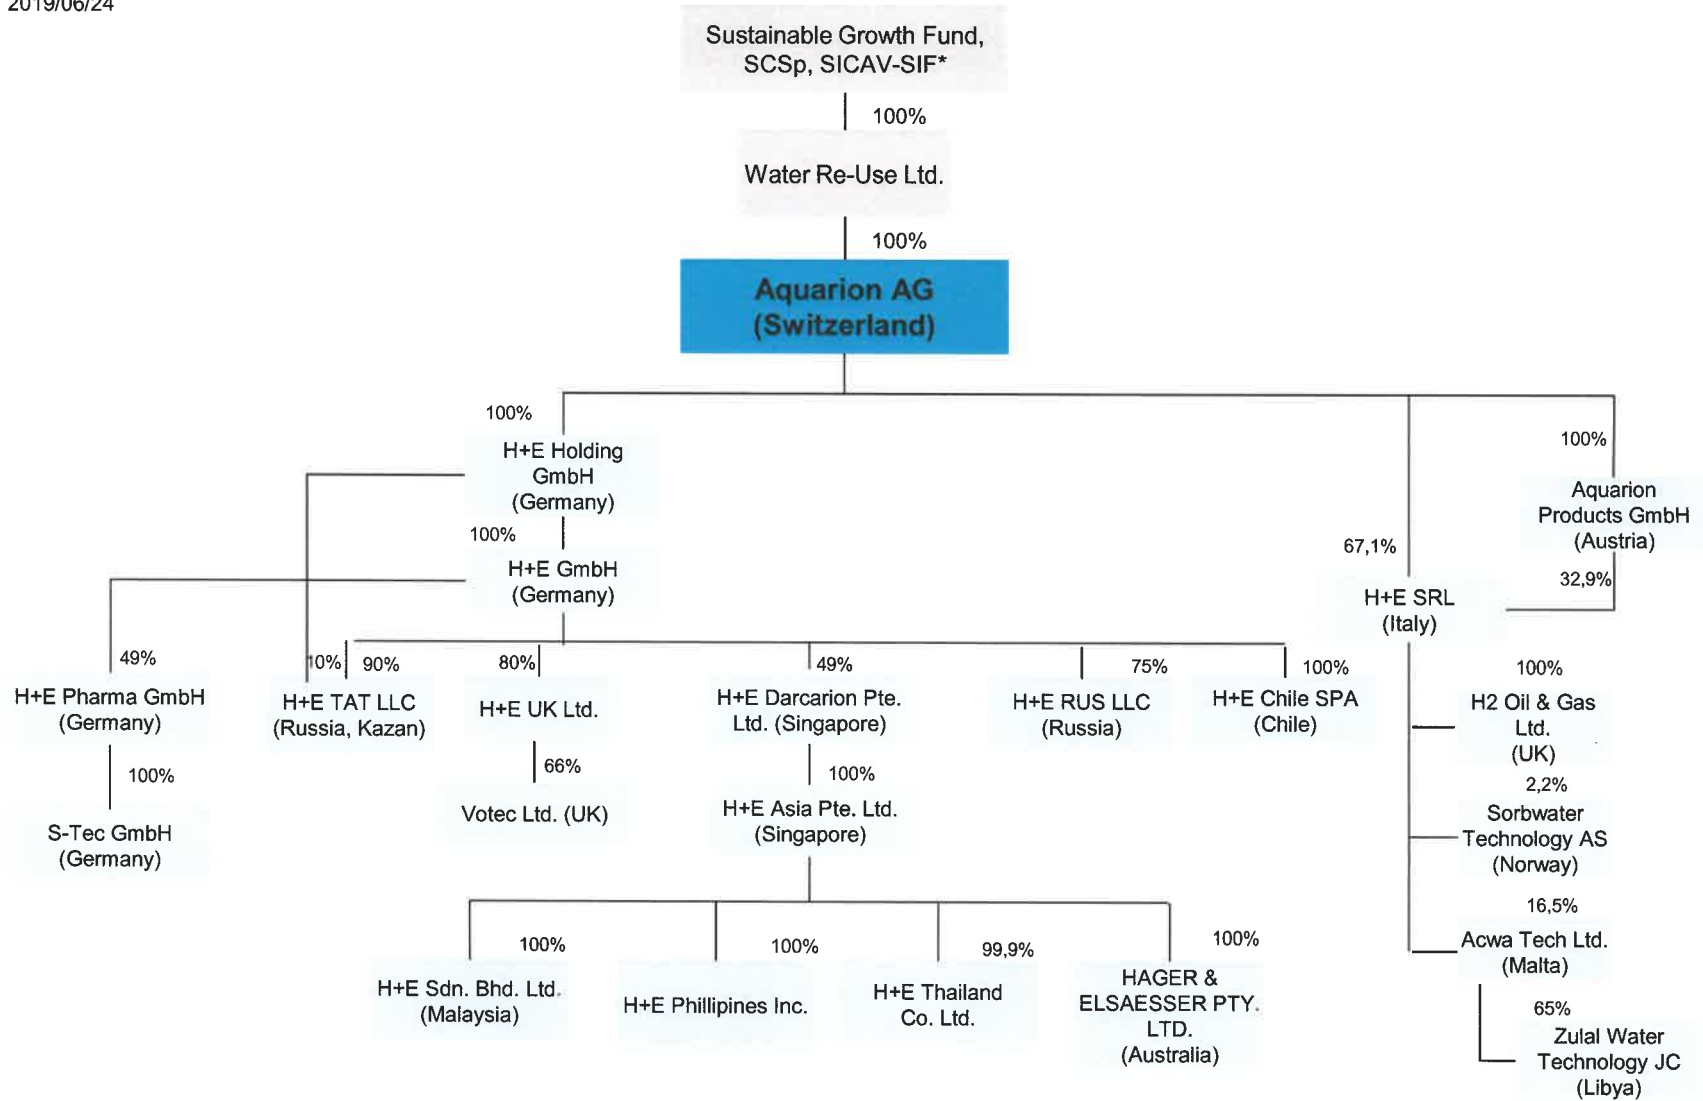 2019/06/24
Sustainable Growth Fund,
SCSp, SICAV-SIF*
100%
Water Re-Use Ltd.
100%
Aquarion AG
(Switzerland)
100%
H+E Holding
GmbH
(Germany)
100%
Aquarion
Products GmbH
(Austria)
100%
H+E GmbH
(Germany)
67,1%
32,9%
H+E SRL
(Italy)
49%
H+E Pharma GmbH
(Germany)
10%
90%
H+E TAT LLC
(Russia, Kazan)
80%
H+E UK Ltd.
49%
H+E Darcarion Pte.
Ltd. (Singapore)
75%
H+E RUS LLC
(Russia)
100%
H+E Chile SPA
(Chile)
100%
H2 Oil & Gas
Ltd.
(UK)
100%
S-Tec GmbH
(Germany)
66%
Votec Ltd. (UK)
100%
H+E Asia Pte. Ltd.
(Singapore)
2,2%
Sorbwater
Technology AS
(Norway)
16,5%
Acwa Tech Ltd.
(Malta)
100%
H+E Sdn. Bhd. Ltd.
(Malaysia)
100%
H+E Phillipines Inc.
99,9%
H+E Thailand
Co. Ltd.
100%
HAGER &
ELSAESSER PTY.
LTD.
(Australia)
65%
Zulal Water
Technology JC
(Libya)